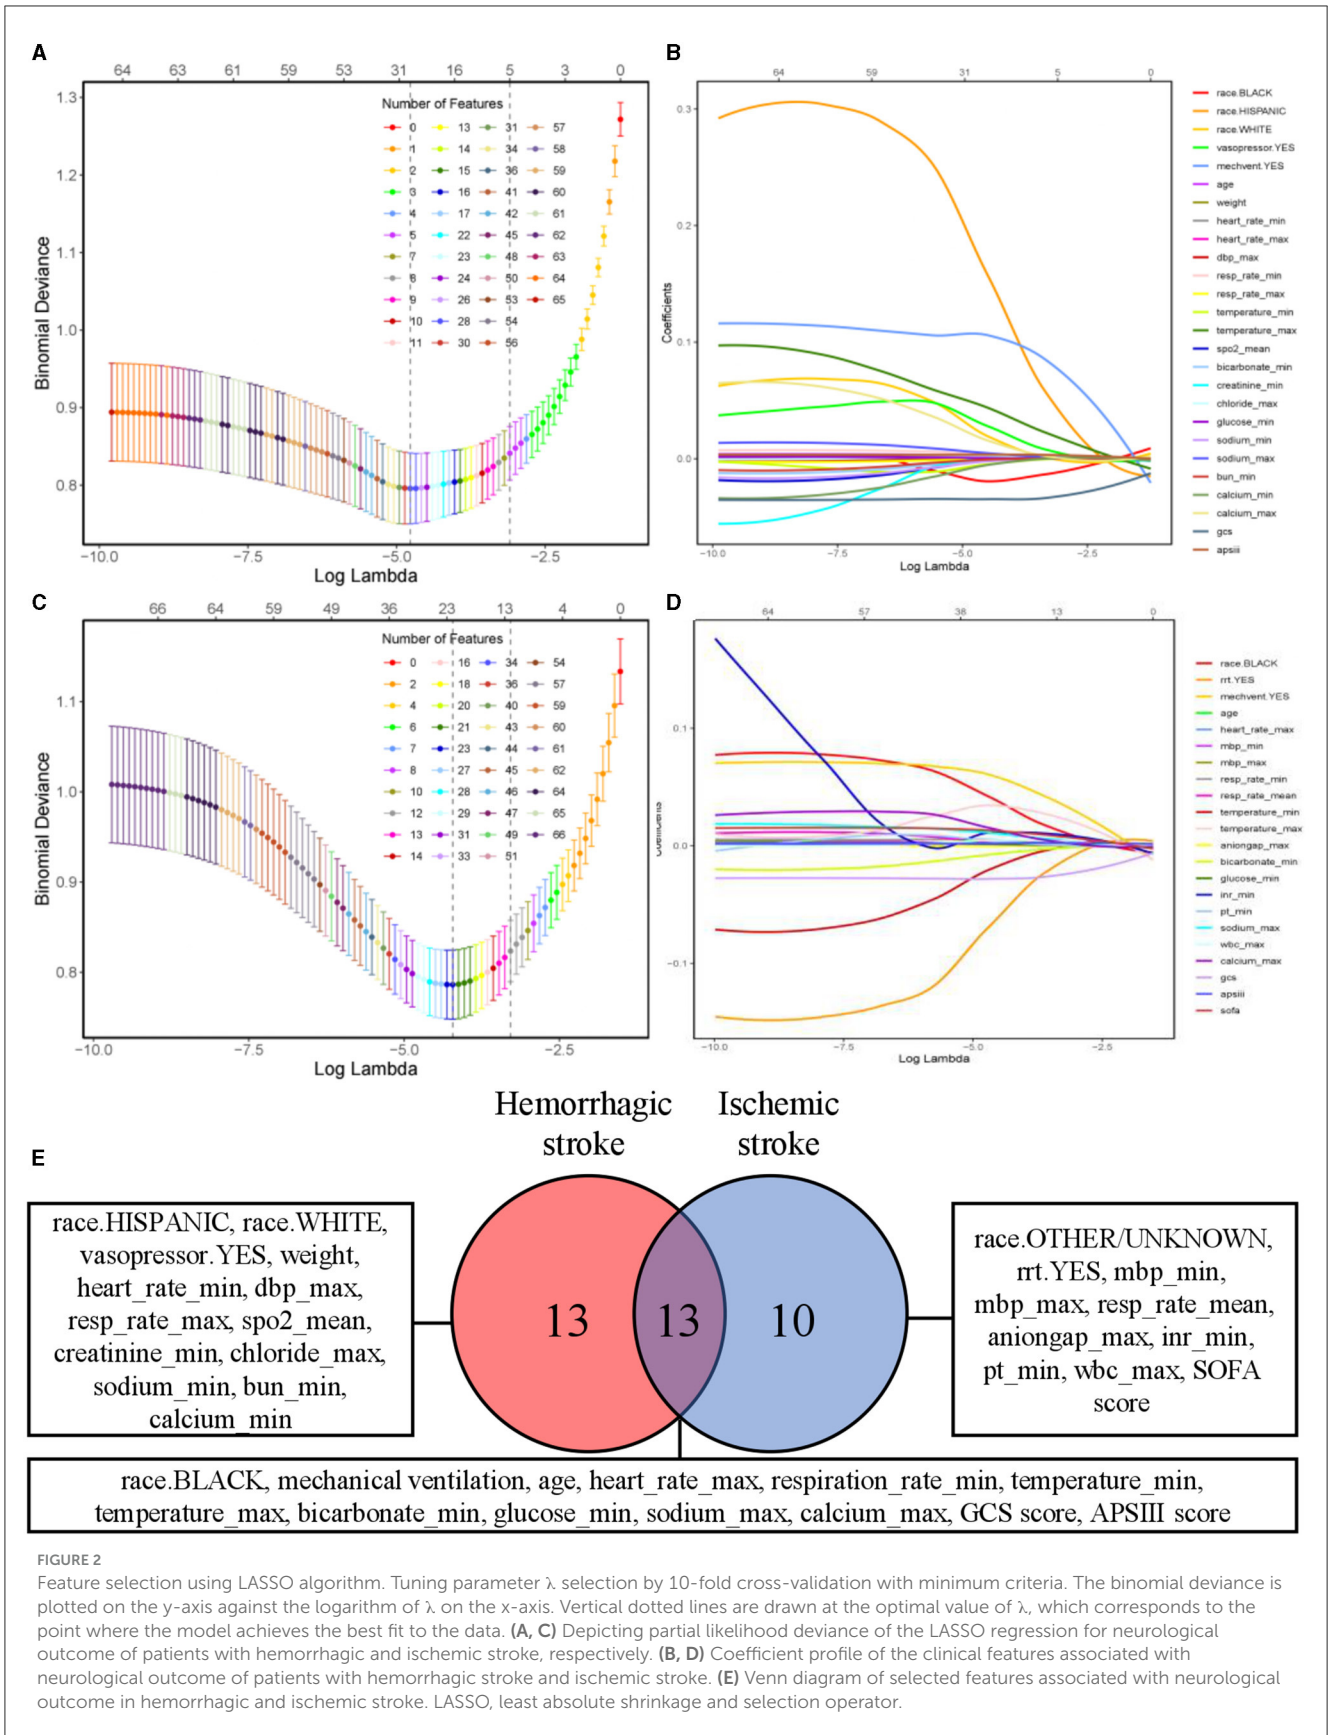 A
64 63 61 59 53 31 16 5 3 0
1.3
1.2
1.1
1.0
0.9
0.8
Binomial Deviance
Number of Features
0 13 31 57
1 14 34 58
2 15 36 59
3 16 41 60
4 17 42 61
5 22 45 62
7 23 48 63
8 24 50 64
9 26 53 65
10 28 54
11 30 56
−10.0 −7.5 −5.0 −2.5
Log Lambda
B
64 59 31 5 0
0.3
0.2
0.1
0.0
Coefficients
race.BLACK
race.HISPANIC
race.WHITE
vasopressor.YES
mechvent.YES
age
weight
heart_rate_min
heart_rate_max
dbp_max
resp_rate_min
resp_rate_max
temperature_min
temperature_max
spo2_mean
bicarbonate_min
creatinine_min
chloride_max
glucose_min
sodium_min
sodium_max
bun_min
calcium_min
calcium_max
gcs
apsiii
−10.0 −7.5 −5.0 −2.5
Log Lambda
C
66 64 59 49 36 23 13 4 0
1.1
1.0
0.9
0.8
Binomial Deviance
Number of Features
0 16 34 54
2 18 36 57
4 20 40 59
6 21 43 60
7 23 44 61
8 27 45 62
10 28 46 64
12 29 47 65
13 31 49 66
14 33 51
−10.0 −7.5 −5.0 −2.5
Log Lambda
D
64 57 38 13 0
0.1
0.0
−0.1
race.BLACK
rrt.YES
mechvent.YES
age
heart_rate_max
mbp_min
mbp_max
resp_rate_min
resp_rate_mean
temperature_min
temperature_max
aniongap_max
bicarbonate_min
glucose_min
inr_min
pt_min
sodium_max
wbc_max
calcium_max
gcs
apsiii
sofa
−10.0 −7.5 −5.0 −2.5
Log Lambda
E
Hemorrhagic
stroke
Ischemic
stroke
race.HISPANIC, race.WHITE,
vasopressor.YES, weight,
heart_rate_min, dbp_max,
resp_rate_max, spo2_mean,
creatinine_min, chloride_max,
sodium_min, bun_min,
calcium_min
13 13 10
race.OTHER/UNKNOWN,
rrt.YES, mbp_min,
mbp_max, resp_rate_mean,
aniongap_max, inr_min,
pt_min, wbc_max, SOFA
score
race.BLACK, mechanical ventilation, age, heart_rate_max, respiration_rate_min, temperature_min,
temperature_max, bicarbonate_min, glucose_min, sodium_max, calcium_max, GCS score, APSIII score
FIGURE 2
Feature selection using LASSO algorithm. Tuning parameter λ selection by 10-fold cross-validation with minimum criteria. The binomial deviance is
plotted on the y-axis against the logarithm of λ on the x-axis. Vertical dotted lines are drawn at the optimal value of λ, which corresponds to the
point where the model achieves the best fit to the data. (A, C) Depicting partial likelihood deviance of the LASSO regression for neurological
outcome of patients with hemorrhagic and ischemic stroke, respectively. (B, D) Coefficient profile of the clinical features associated with
neurological outcome of patients with hemorrhagic stroke and ischemic stroke. (E) Venn diagram of selected features associated with neurological
outcome in hemorrhagic and ischemic stroke. LASSO, least absolute shrinkage and selection operator.